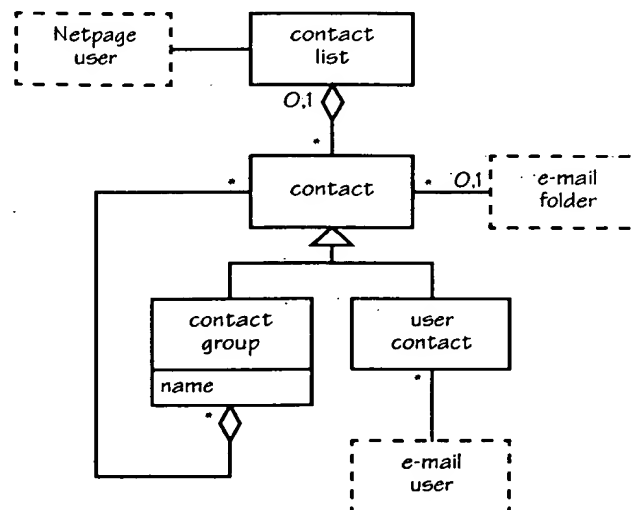 Netpage
user
contact
list
0,1
*
*
contact
*
0,1
e-mail
folder
contact
group
name
*
user
contact
*
e-mail
user